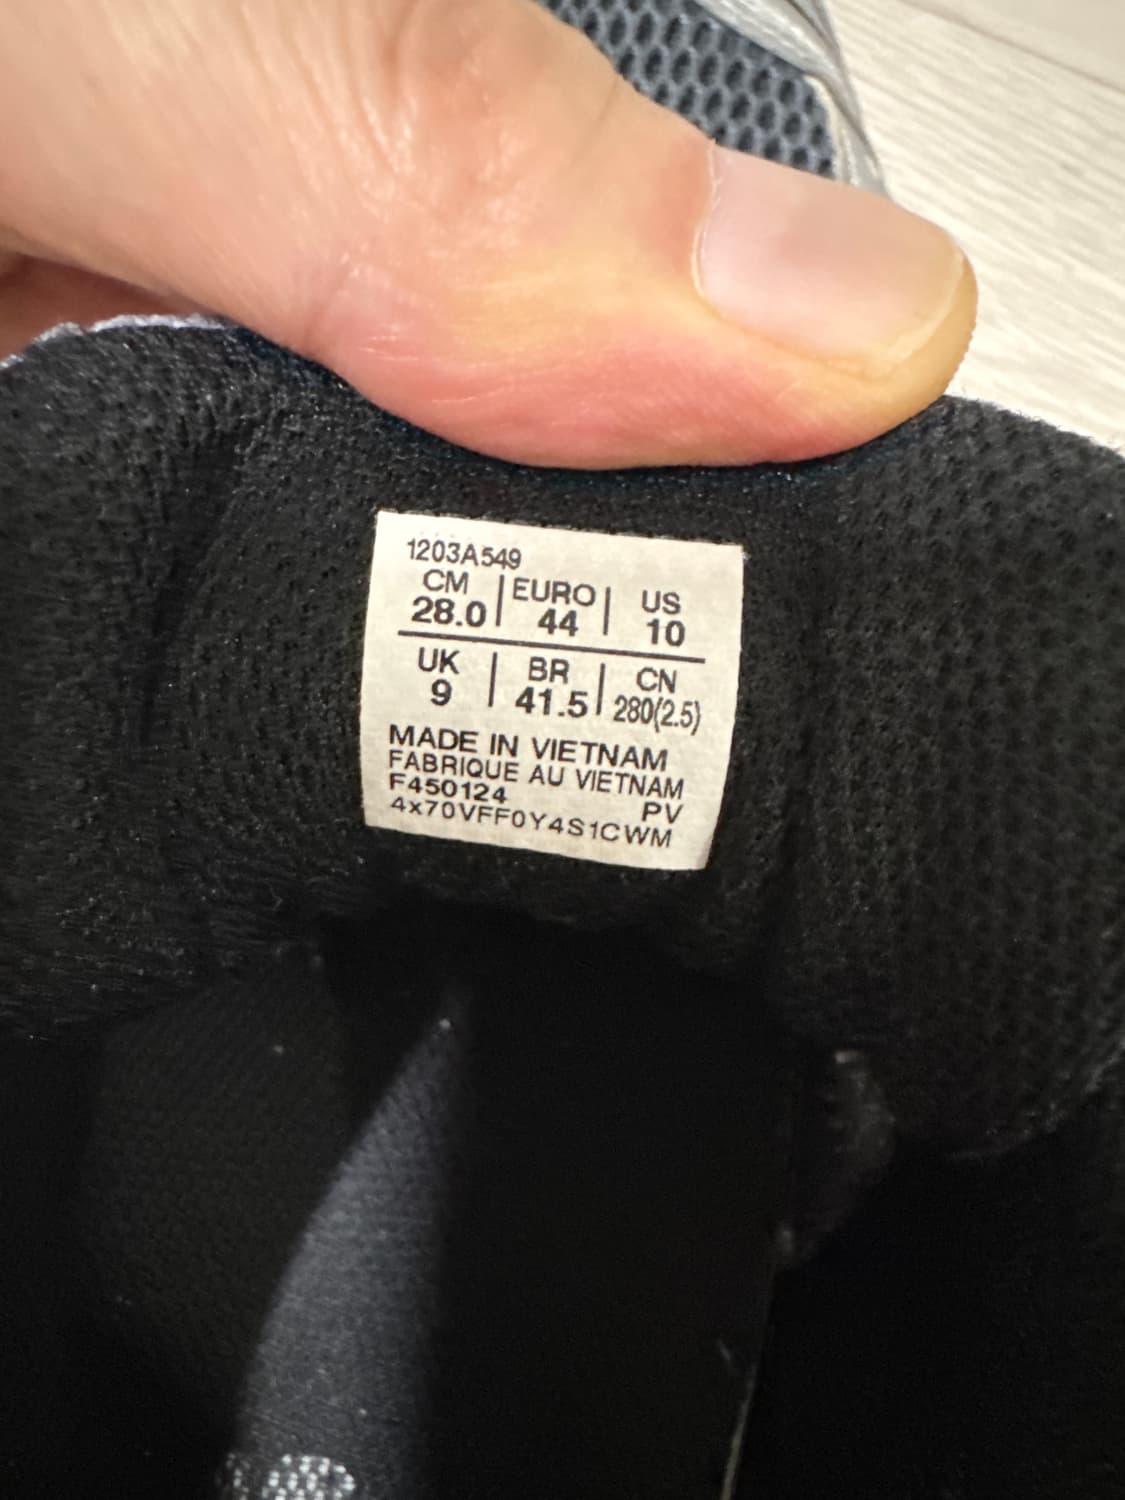 1203A549
CM | EURO | US
28.0 | 44 | 10
UK | BR | CN
9 | 41.5 | 280(2.5)
MADE IN VIETNAM
FABRIQUE AU VIETNAM
F450124 PV
4x70VFF0Y4S1CWM